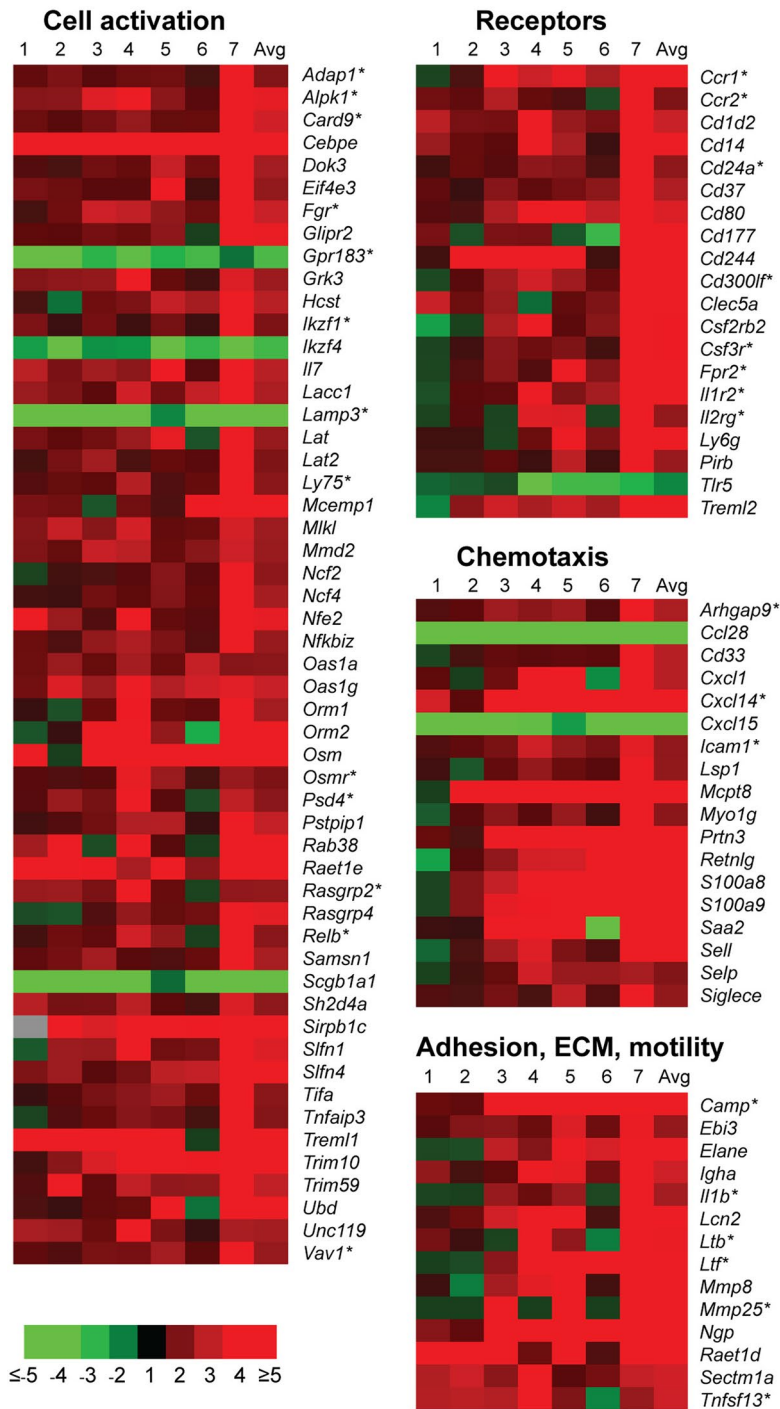 Cell activation
1 2 3 4 5 6 7 Avg
Adap1*
Alpk1*
Card9*
Cebpe
Dok3
Eif4e3
Fgr*
Glipr2
Gpr183*
Grk3
Hcst
Ikzf1*
Ikzf4
Il7
Lacc1
Lamp3*
Lat
Lat2
Ly75*
Mcemp1
Mlkl
Mmd2
Ncf2
Ncf4
Nfe2
Nfkbiz
Oas1a
Oas1g
Orm1
Orm2
Osm
Osmr*
Psd4*
Pstpip1
Rab38
Raet1e
Rasgrp2*
Rasgrp4
Relb*
Samsn1
Scgb1a1
Sh2d4a
Sirpb1c
Slfn1
Slfn4
Tifa
Tnfaip3
Treml1
Trim10
Trim59
Ubd
Unc119
Vav1*
≤-5 -4 -3 -2 1 2 3 4 ≥5
Receptors
1 2 3 4 5 6 7 Avg
Ccr1*
Ccr2*
Cd1d2
Cd14
Cd24a*
Cd37
Cd80
Cd177
Cd244
Cd300lf*
Clec5a
Csf2rb2
Csf3r*
Fpr2*
Il1r2*
Il2rg*
Ly6g
Pirb
Tlr5
Treml2
Chemotaxis
1 2 3 4 5 6 7 Avg
Arhgap9*
Ccl28
Cd33
Cxcl1
Cxcl14*
Cxcl15
Icam1*
Lsp1
Mcpt8
Myo1g
Prtn3
Retnlg
S100a8
S100a9
Saa2
Sell
Selp
Siglece
Adhesion, ECM, motility
1 2 3 4 5 6 7 Avg
Camp*
Ebi3
Elane
Igha
Il1b*
Lcn2
Ltb*
Ltf*
Mmp8
Mmp25*
Ngp
Raet1d
Sectm1a
Tnfsf13*